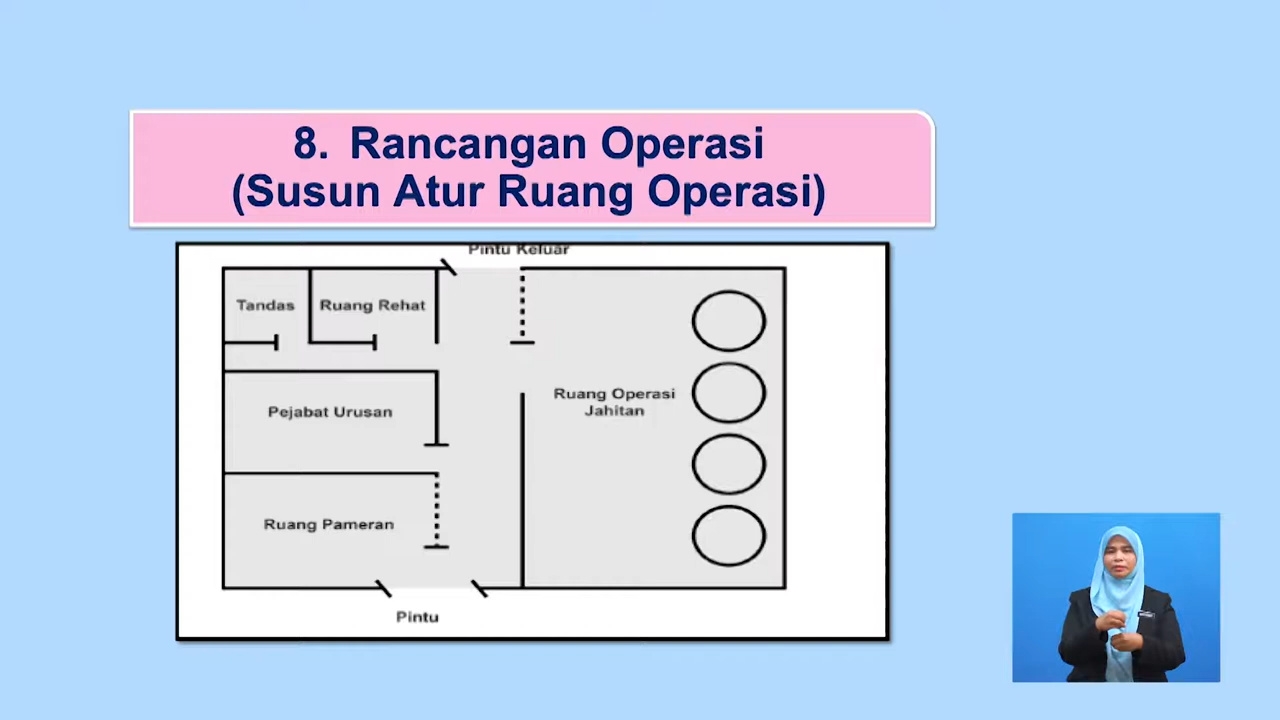 8. Rancangan Operasi
(Susun Atur Ruang Operasi)
Pintu Keluar
Tandas
Ruang Rehat
Ruang Operasi
Jahitan
Pejabat Urusan
Ruang Pameran
Pintu